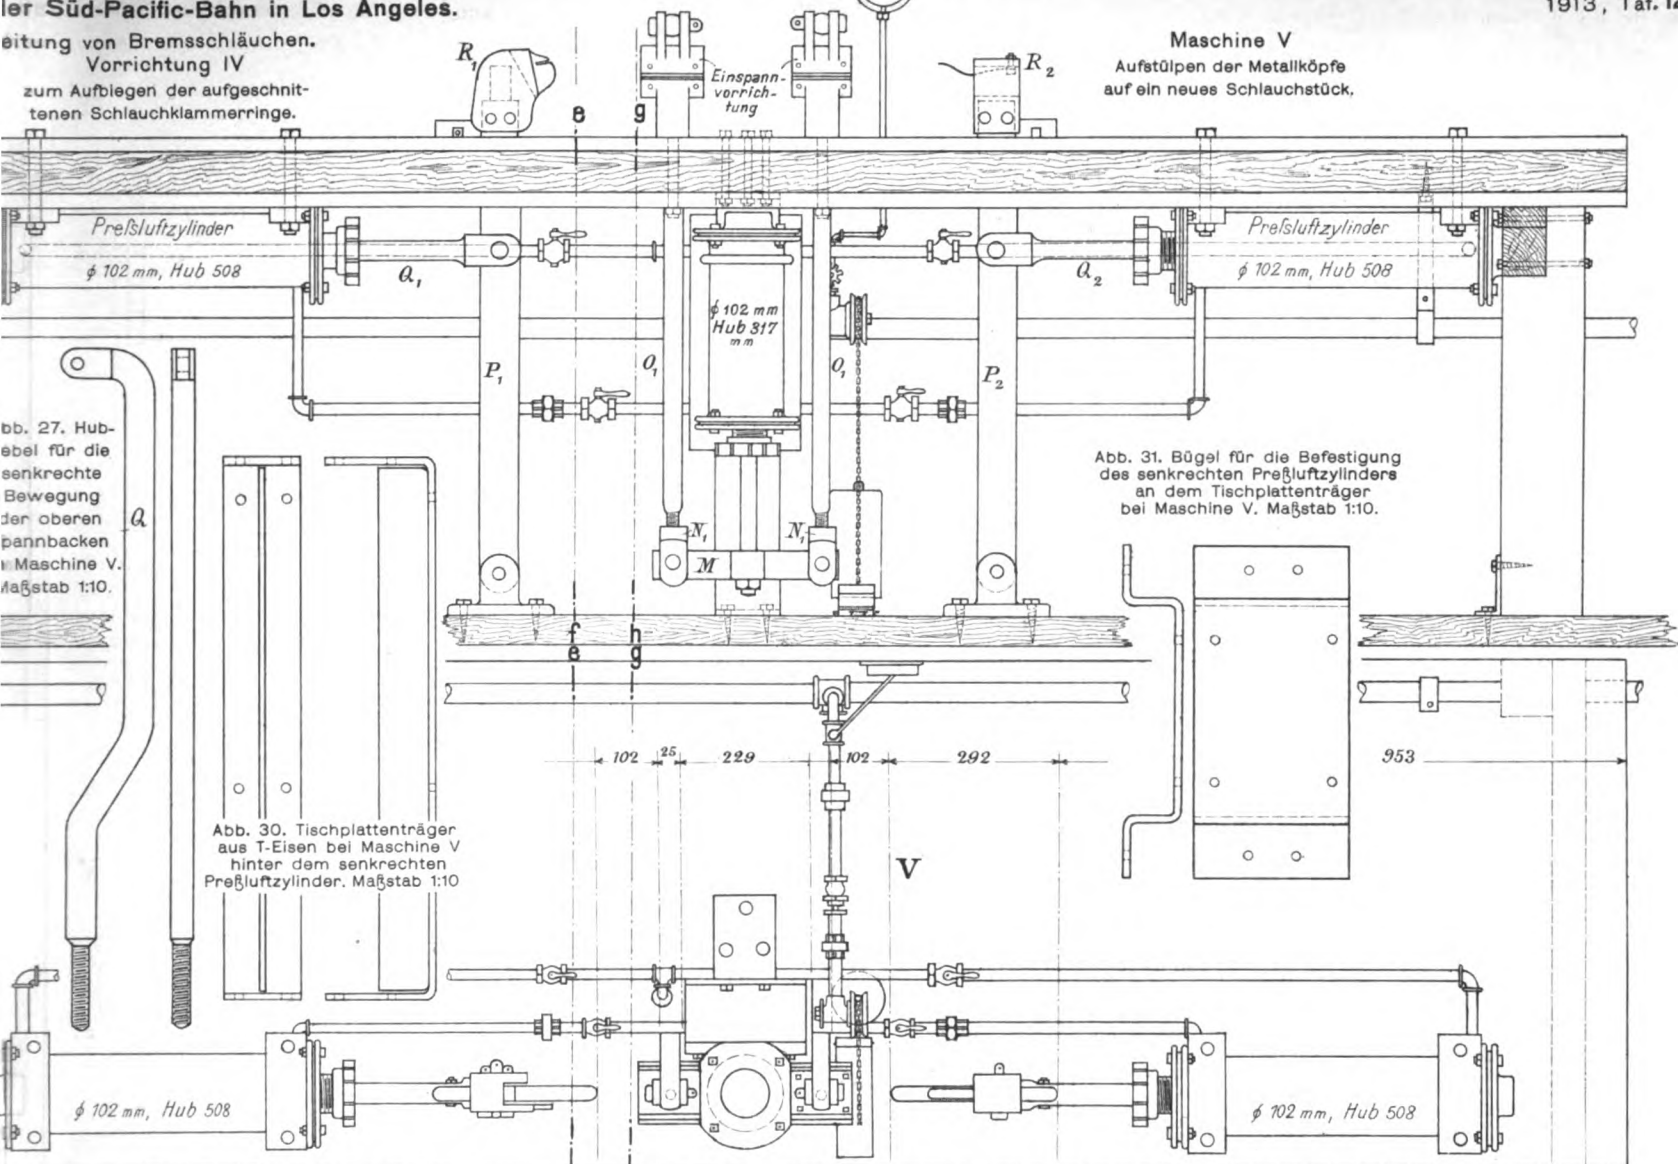 der Süd-Pacific-Bahn in Los Angeles.
1913, Taf. 12
eitung von Bremsschläuchen.
Vorrichtung IV
zum Aufbiegen der aufgeschnit-
tenen Schlauchklammerringe.
R1
Einspann-
vorrich-
tung
R2
Maschine V
Aufstülpen der Metallköpfe
auf ein neues Schlauchstück.
e
g
Preßluftzylinder
ϕ 102 mm, Hub 508
Q1
Q2
Preßluftzylinder
ϕ 102 mm, Hub 508
ϕ 102 mm
Hub 317
mm
P1
O1
O1
P2
bb. 27. Hub-
ebel für die
senkrechte
Bewegung
der oberen
pannbacken
Maschine V.
Maßstab 1:10.
Q
N1
N1
M
Abb. 31. Bügel für die Befestigung
des senkrechten Preßluftzylinders
an dem Tischplattenträger
bei Maschine V. Maßstab 1:10.
f
h
e
g
102
25
229
102
292
953
Abb. 30. Tischplattenträger
aus T-Eisen bei Maschine V
hinter dem senkrechten
Preßluftzylinder. Maßstab 1:10
V
ϕ 102 mm, Hub 508
ϕ 102 mm, Hub 508